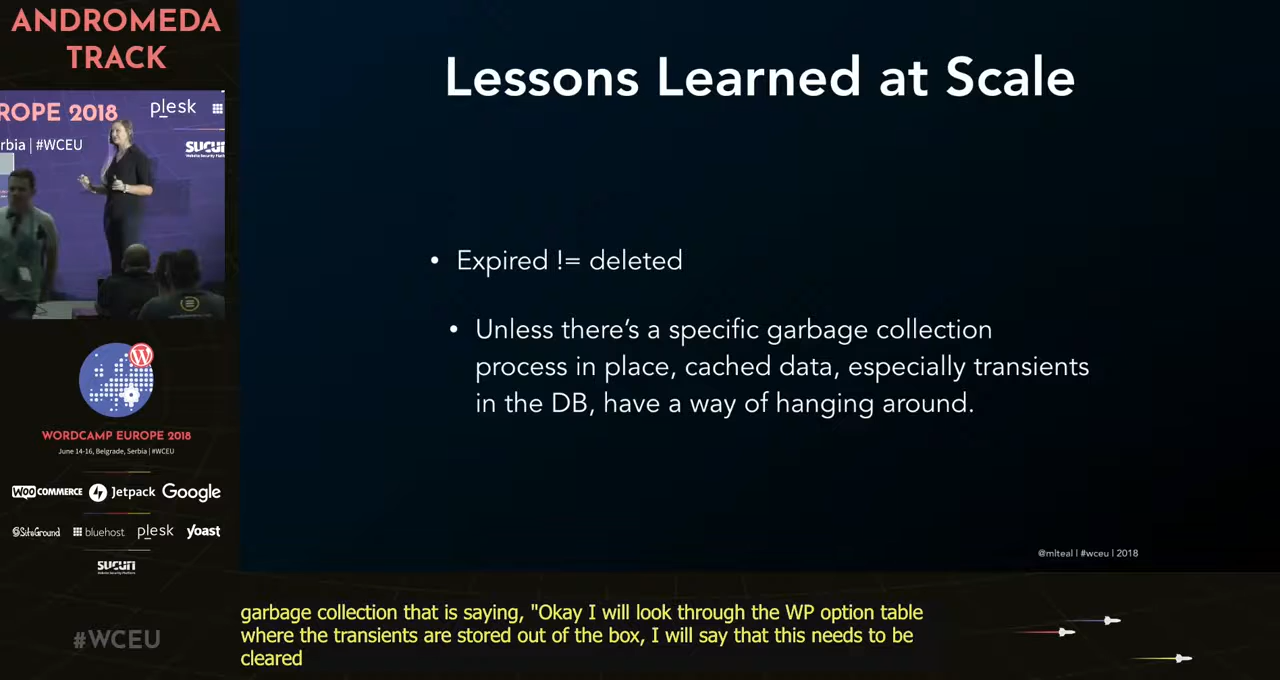 ANDROMEDA
TRACK
ROPE 2018
plesk
rbia | #WCEU
SUCUri
Lessons Learned at Scale
• Expired != deleted
• Unless there’s a specific garbage collection
process in place, cached data, especially transients
in the DB, have a way of hanging around.
@mlteal | #wceu | 2018
WORDCAMP EUROPE 2018
June 14-16, Belgrade, Serbia | #WCEU
WOO COMMERCE Jetpack Google
SiteGround bluehost plesk yoast
SUCUri
#WCEU
garbage collection that is saying, "Okay I will look through the WP option table
where the transients are stored out of the box, I will say that this needs to be
cleared